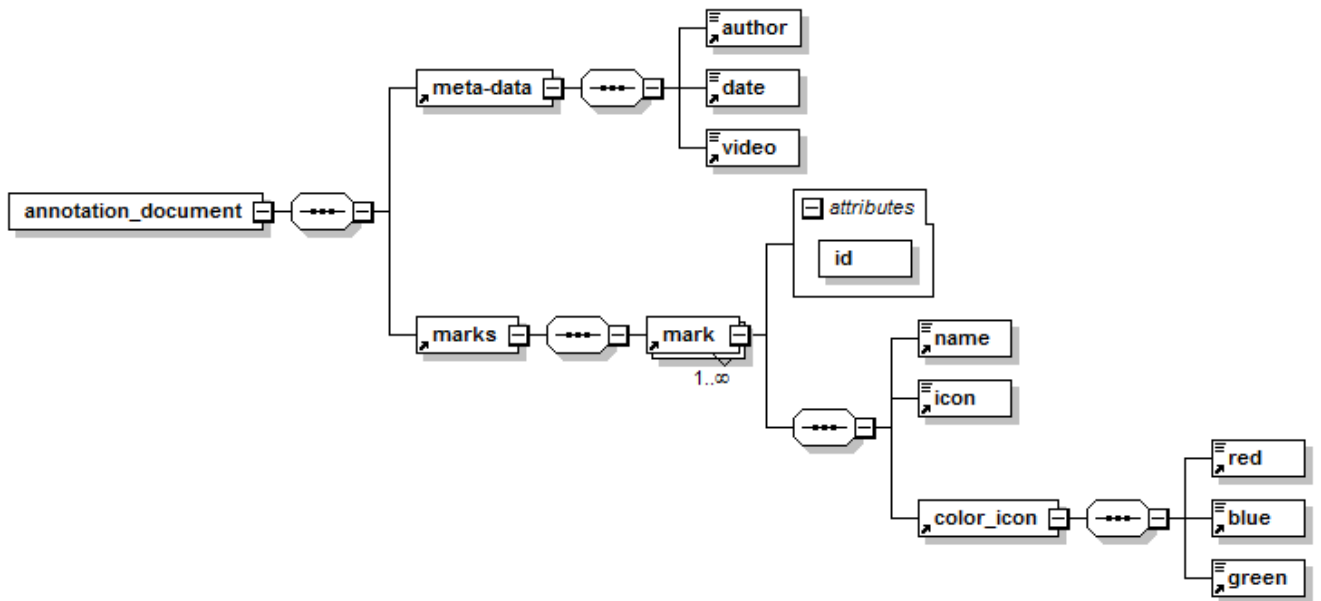 author
meta-data
date
video
annotation_document
attributes
id
marks
mark
1..∞
name
icon
red
color_icon
blue
green